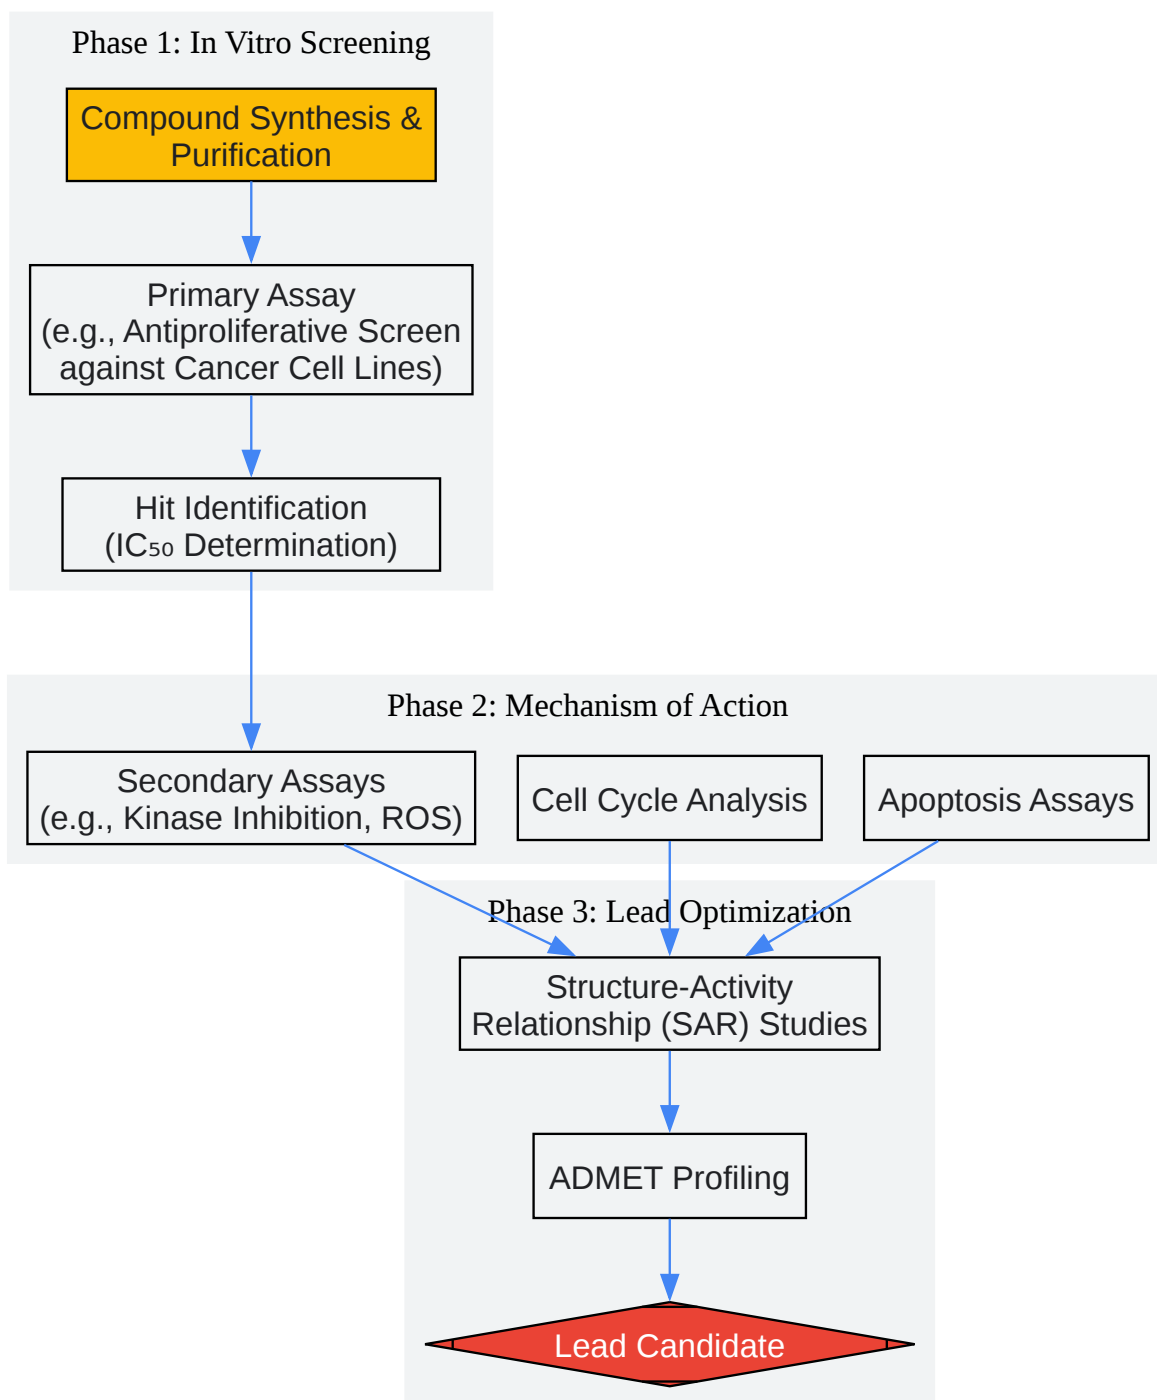 Phase 1: In Vitro Screening
Compound Synthesis &
Purification
Primary Assay
(e.g., Antiproliferative Screen
against Cancer Cell Lines)
Hit Identification
(IC₅₀ Determination)
Phase 2: Mechanism of Action
Secondary Assays
(e.g., Kinase Inhibition, ROS)
Cell Cycle Analysis
Apoptosis Assays
Phase 3: Lead Optimization
Structure-Activity
Relationship (SAR) Studies
ADMET Profiling
Lead Candidate